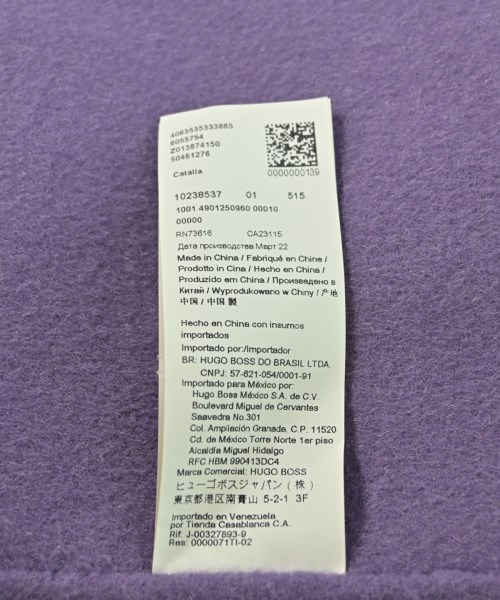 4063535333865
6055754
Z013874150
50461276
Catalia
0000000139
10238537 01 515
1001 4901250960 00010
00000
RN73616 CA23115
Дата производства Март 22
Made in China / Fabriqué en Chine /
Prodotto in Cina / Hecho en China /
Produzido em China / Произведено в
Китай / Wyprodukowano w Chiny / 产地
中国 / 中国 製
Hecho en China con insumos
importados
Importado por:/Importador
BR: HUGO BOSS DO BRASIL LTDA.
CNPJ: 57-621-054/0001-91
Importado para México por:
Hugo Boss México S.A. de C.V.
Boulevard Miguel de Cervantes
Saavedra No.301
Col. Ampliación Granada, C.P. 11520
Cd. de México Torre Norte 1er piso
Alcaldía Miguel Hidalgo
RFC HBM 990413DC4
Marca Comercial: HUGO BOSS
ヒューゴボスジャパン (株)
東京都港区南青山 5-2-1 3F
Importado en Venezuela
por Tienda Casablanca C.A.
Rif: J-00327893-9
Res: 0000071TI-02